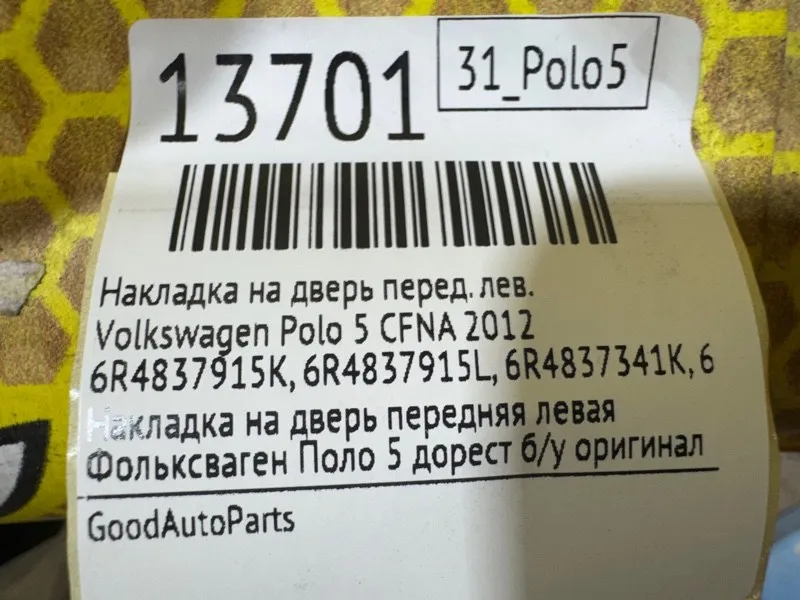 13701
31_Polo5
Накладка на дверь перед. лев.
Volkswagen Polo 5 CFNA 2012
6R4837915K, 6R4837915L, 6R4837341K, 6
Накладка на дверь передняя левая
Фольксваген Поло 5 дорест б/у оригинал
GoodAutoParts